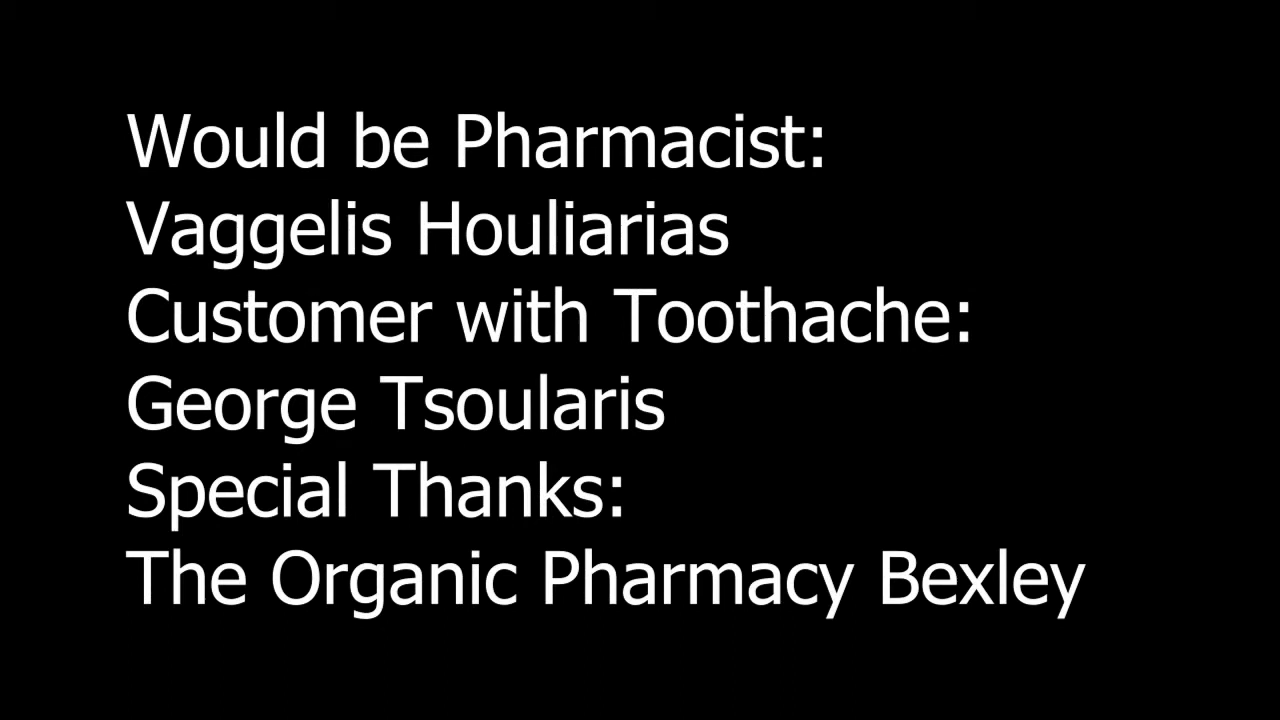 Would be Pharmacist:
Vaggelis Houliarias
Customer with Toothache:
George Tsoularis
Special Thanks:
The Organic Pharmacy Bexley